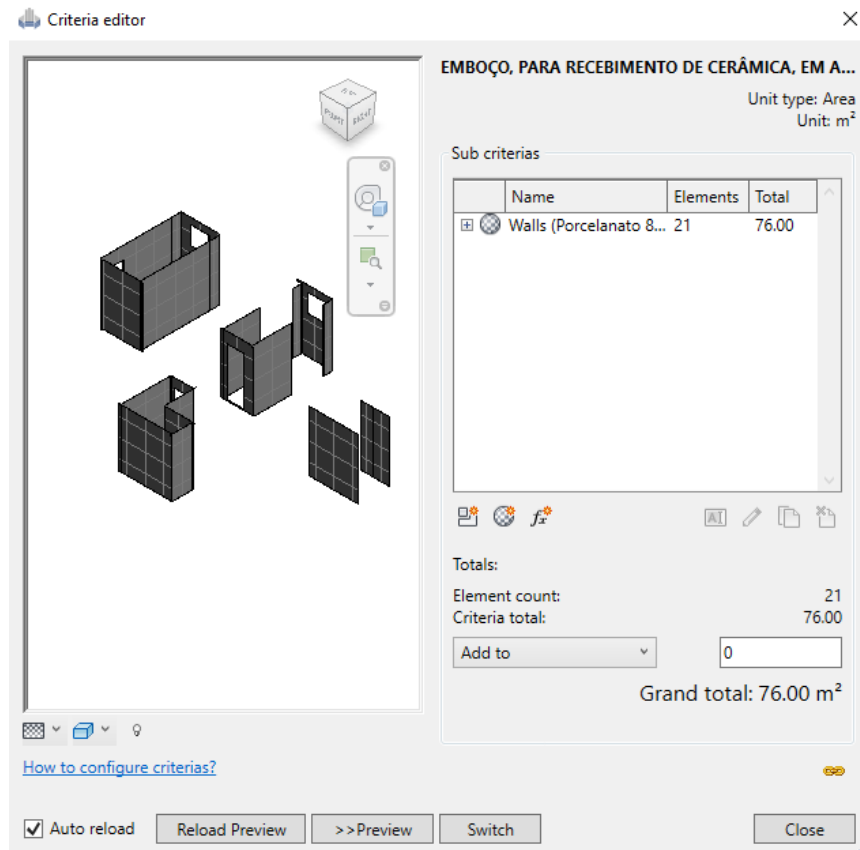 Criteria editor
EMBOÇO, PARA RECEBIMENTO DE CERÂMICA, EM A...
Unit type: Area
Unit: m²
Sub criterias
Name Elements Total
Walls (Porcelanato 8... 21 76.00
Totals:
Element count: 21
Criteria total: 76.00
Add to 0
Grand total: 76.00 m²
How to configure criterias?
Auto reload Reload Preview >>Preview Switch Close